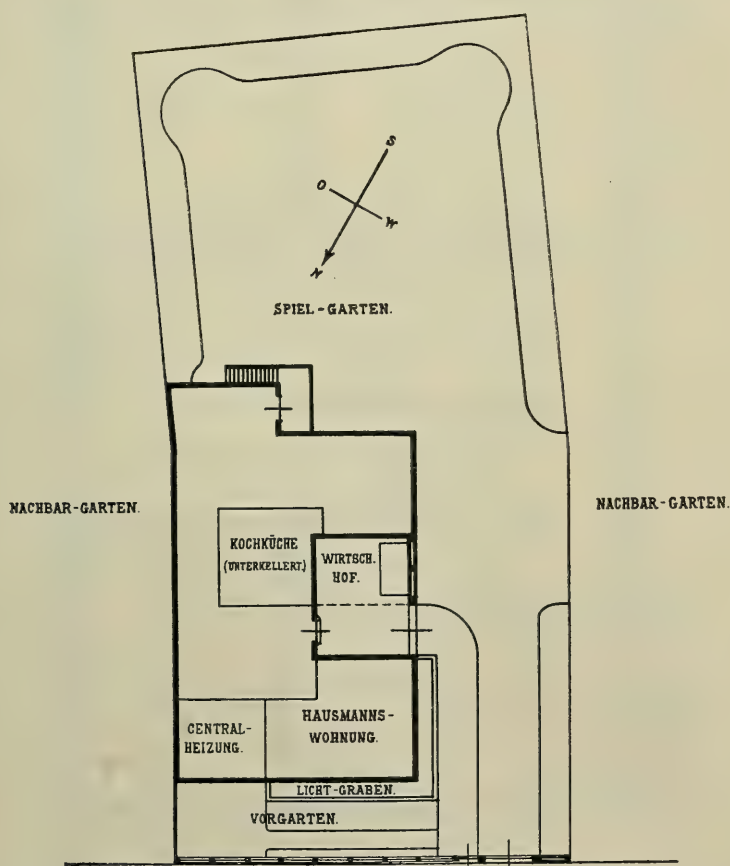 S
O
W
N
SPIEL-GARTEN.
NACHBAR-GARTEN.
NACHBAR-GARTEN.
KOCHKÜCHE
(UNTERKELLERT.)
WIRTSCH.
HOF.
CENTRAL-
HEIZUNG.
HAUSMANNS-
WOHNUNG.
LICHT-GRABEN.
VORGARTEN.